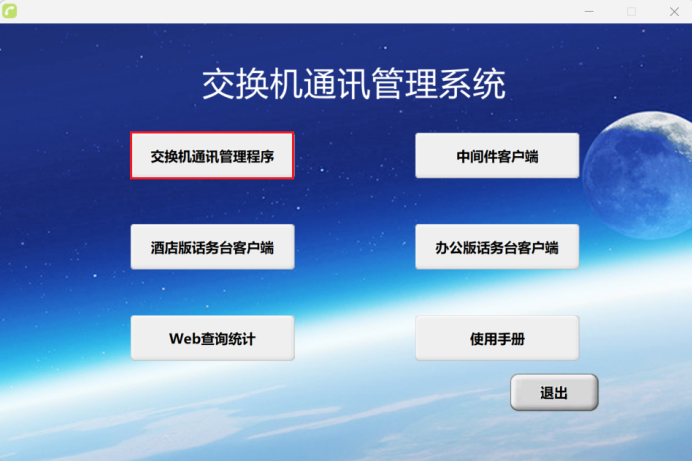 交换机通讯管理系统
交换机通讯管理程序
中间件客户端
酒店版话务台客户端
办公版话务台客户端
Web查询统计
使用手册
退出